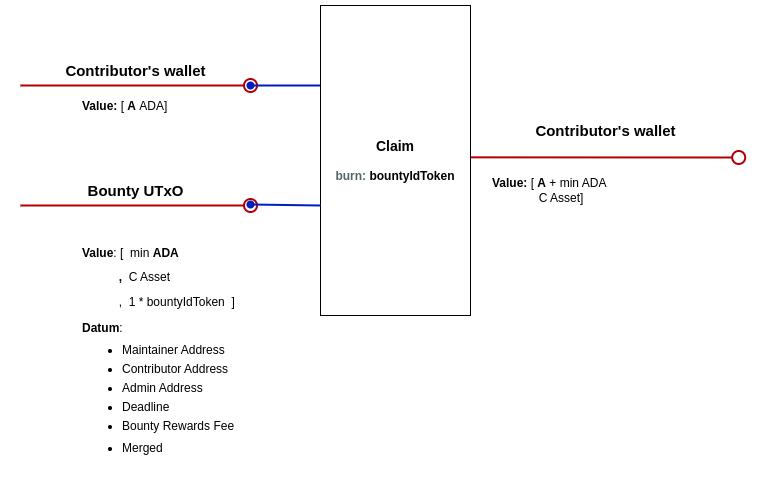 Contributor's wallet
Value: [ A ADA]
Bounty UTxO
Value: [ min ADA
, C Asset
, 1 * bountyIdToken ]
Datum:
• Maintainer Address
• Contributor Address
• Admin Address
• Deadline
• Bounty Rewards Fee
• Merged
Claim
burn: bountyIdToken
Contributor's wallet
Value: [ A + min ADA
C Asset]